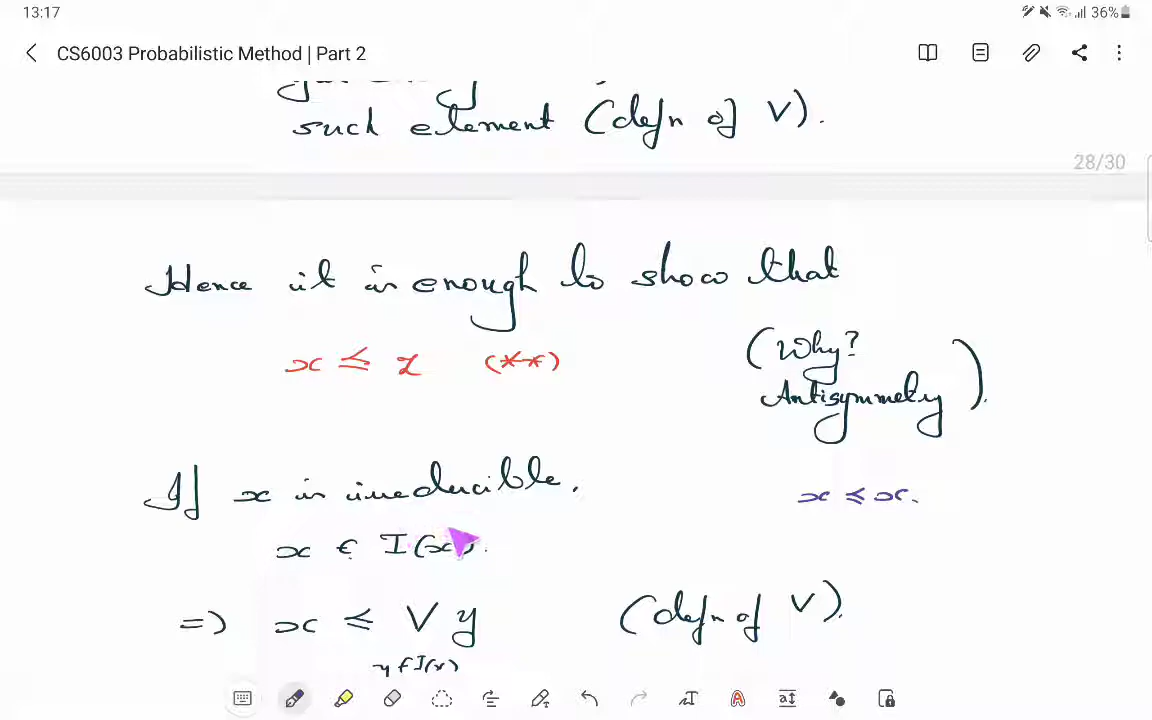 13:17
36%
CS6003 Probabilistic Method | Part 2
such element (defn of V).
28/30
Hence it is enough to show that
x ≤ z (**)
(Why?
Antisymmetry).
If x is irreducible,
x ≤ x.
x ∈ I(x).
=) x ≤ V y (defn of V).
y ∈ I(x)